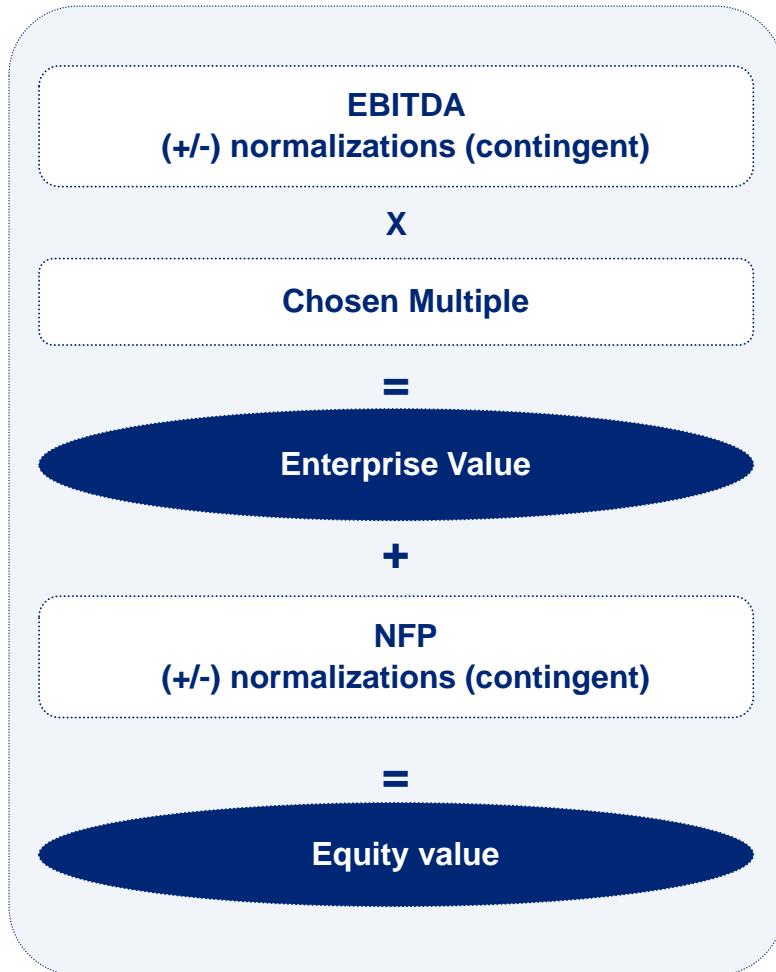 EBITDA
(+/-) normalizations (contingent)
X
Chosen Multiple
=
Enterprise Value
+
NFP
(+/-) normalizations (contingent)
=
Equity value